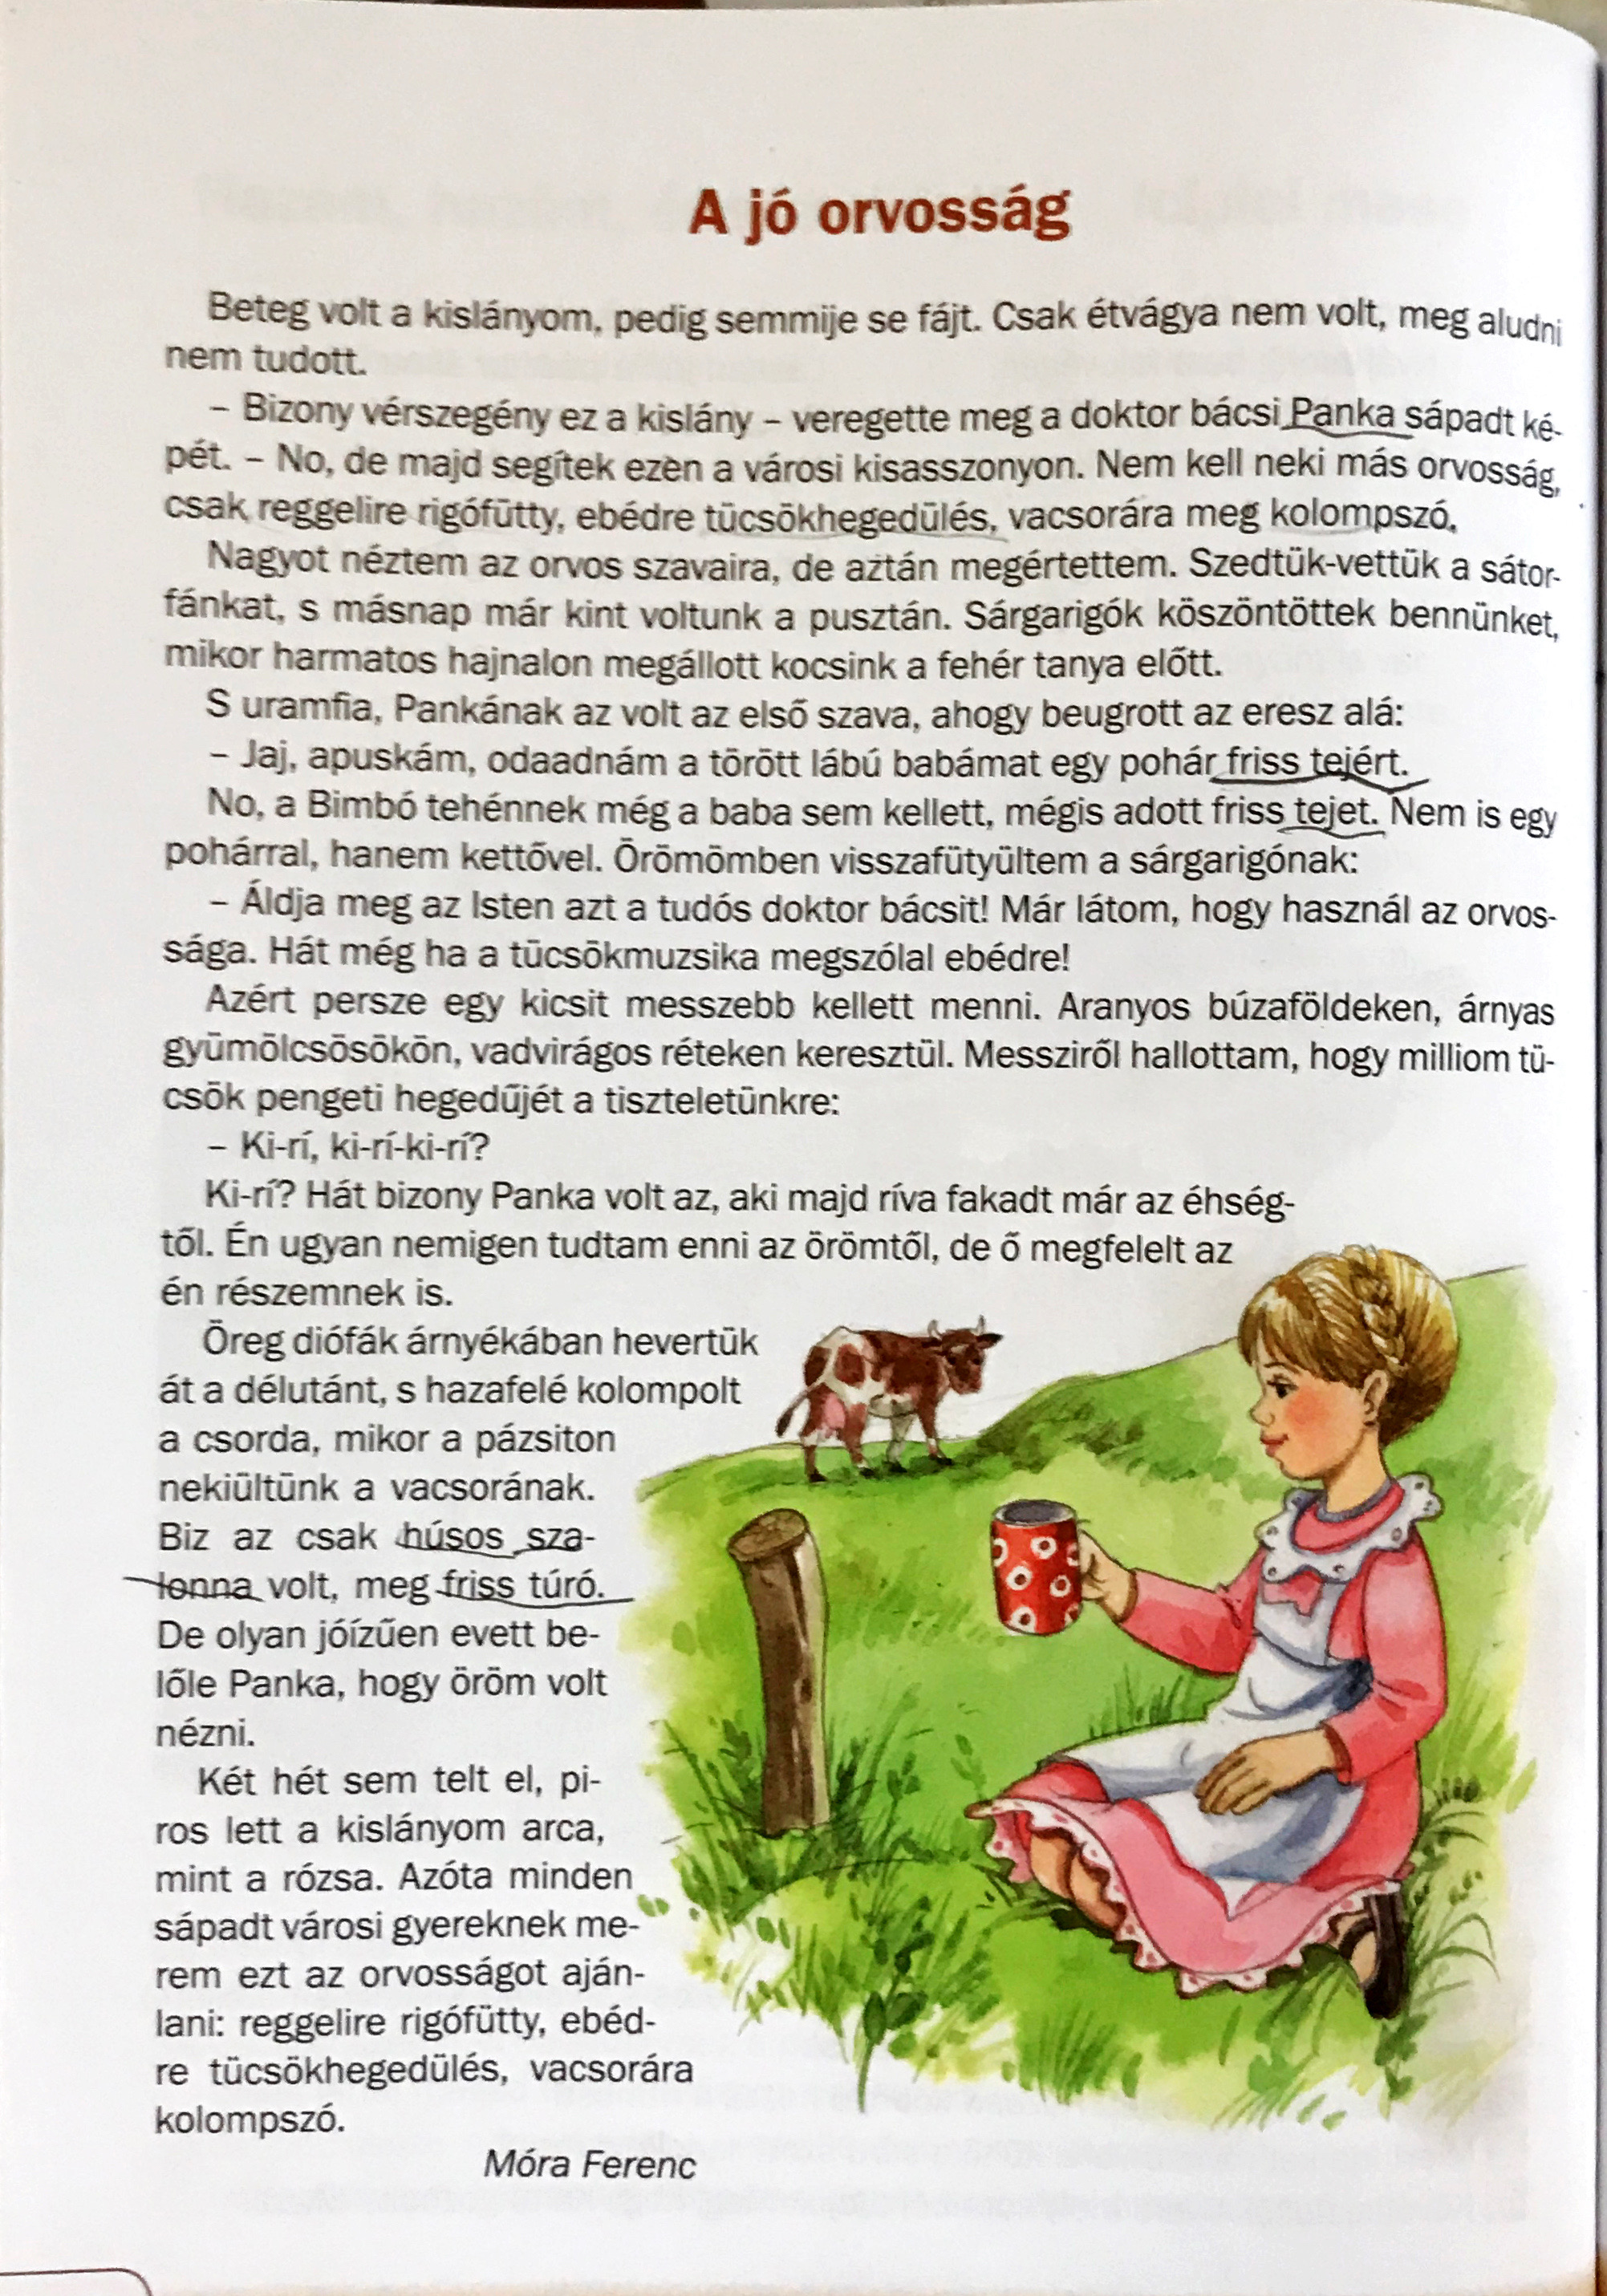 A jó orvosság
Beteg volt a kislányom, pedig semmije se fájt. Csak étvágya nem volt, meg aludni
nem tudott.
– Bizony vérszegény ez a kislány – veregette meg a doktor bácsi Panka sápadt ké-
pét. – No, de majd segítek ezen a városi kisasszonyon. Nem kell neki más orvosság,
csak reggelire rigófütty, ebédre tücsökhegedülés, vacsorára meg kolompszó.
Nagyot néztem az orvos szavaira, de aztán megértettem. Szedtük-vettük a sátor-
fánkat, s másnap már kint voltunk a pusztán. Sárgarigók köszöntöttek bennünket,
mikor harmatos hajnalon megállott kocsink a fehér tanya előtt.
S uramfia, Pankának az volt az első szava, ahogy beugrott az eresz alá:
– Jaj, apuskám, odaadnám a törött lábú babámat egy pohár friss tejért.
No, a Bimbó tehénnek még a baba sem kellett, mégis adott friss tejet. Nem is egy
pohárral, hanem kettővel. Örömömben visszafütyültem a sárgarigónak:
– Áldja meg az Isten azt a tudós doktor bácsit! Már látom, hogy használ az orvos-
sága. Hát még ha a tücsökmuzsika megszólal ebédre!
Azért persze egy kicsit messzebb kellett menni. Aranyos búzaföldeken, árnyas
gyümölcsösökön, vadvirágos réteken keresztül. Messziről hallottam, hogy milliom tü-
csök pengeti hegedűjét a tiszteletünkre:
– Ki-rí, ki-rí-ki-rí?
Ki-rí? Hát bizony Panka volt az, aki majd ríva fakadt már az éhség-
től. Én ugyan nemigen tudtam enni az örömtől, de ő megfelelt az
én részemnek is.
Öreg diófák árnyékában hevertük
át a délutánt, s hazafelé kolompolt
a csorda, mikor a pázsiton
nekiültünk a vacsorának.
Biz az csak húsos sza-
lonna volt, meg friss túró.
De olyan jóízűen evett be-
lőle Panka, hogy öröm volt
nézni.
Két hét sem telt el, pi-
ros lett a kislányom arca,
mint a rózsa. Azóta minden
sápadt városi gyereknek me-
rem ezt az orvosságot aján-
lani: reggelire rigófütty, ebéd-
re tücsökhegedülés, vacsorára
kolompszó.
Móra Ferenc